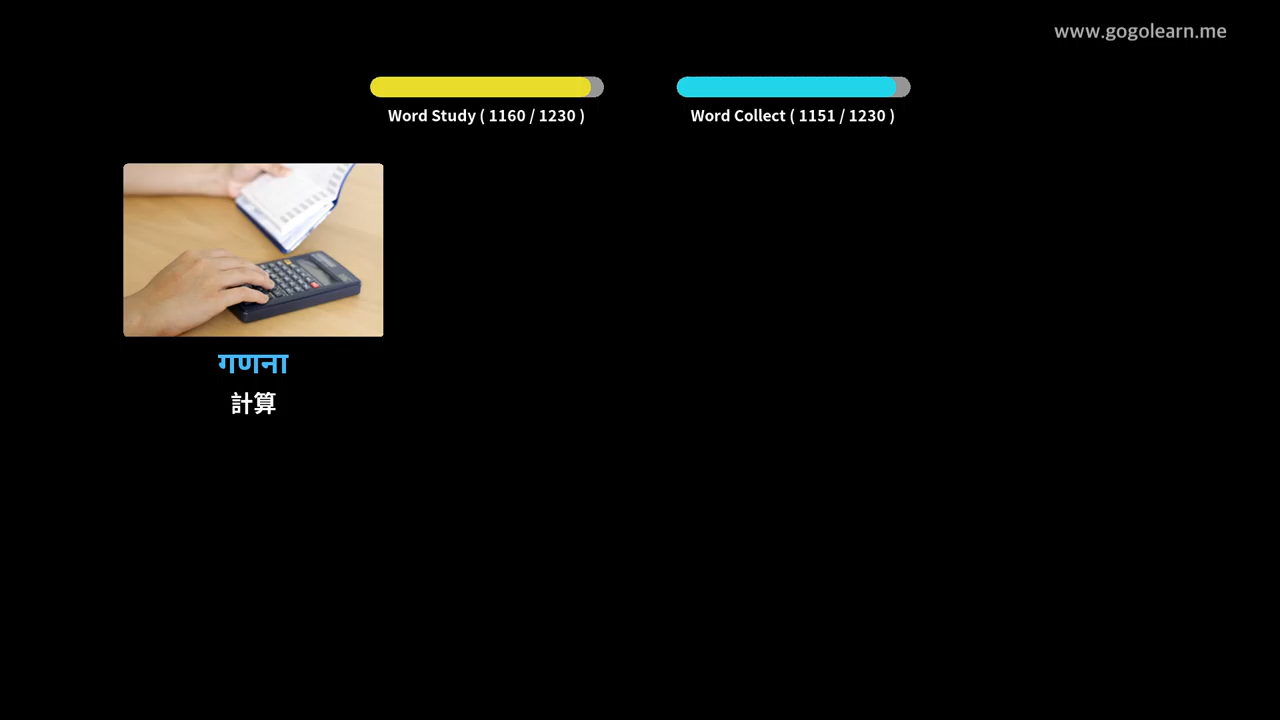 www.gogolearn.me
Word Study ( 1160 / 1230 )
Word Collect ( 1151 / 1230 )
गणना
計算